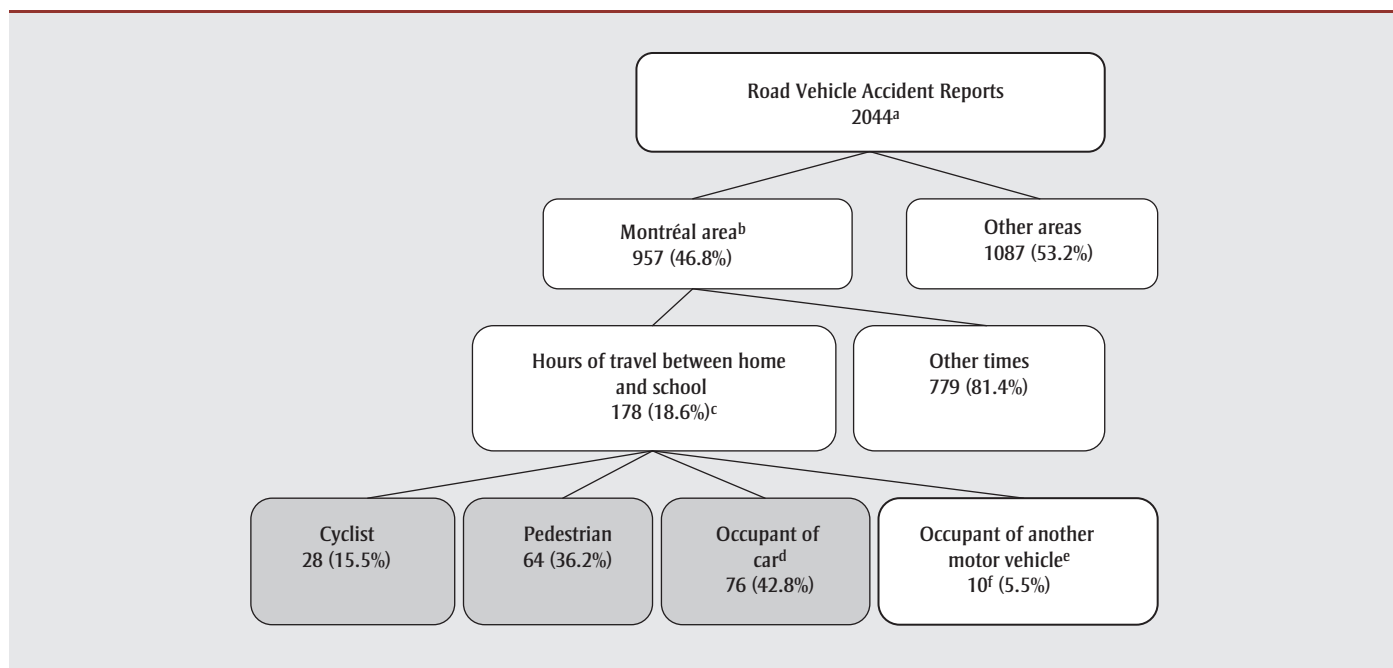 Road Vehicle Accident Reports
2044ᵃ
Montréal areaᵇ
957 (46.8%)
Other areas
1087 (53.2%)
Hours of travel between home
and school
178 (18.6%)ᶜ
Other times
779 (81.4%)
Cyclist
28 (15.5%)
Pedestrian
64 (36.2%)
Occupant of
carᵈ
76 (42.8%)
Occupant of another
motor vehicleᵉ
10ᶠ (5.5%)